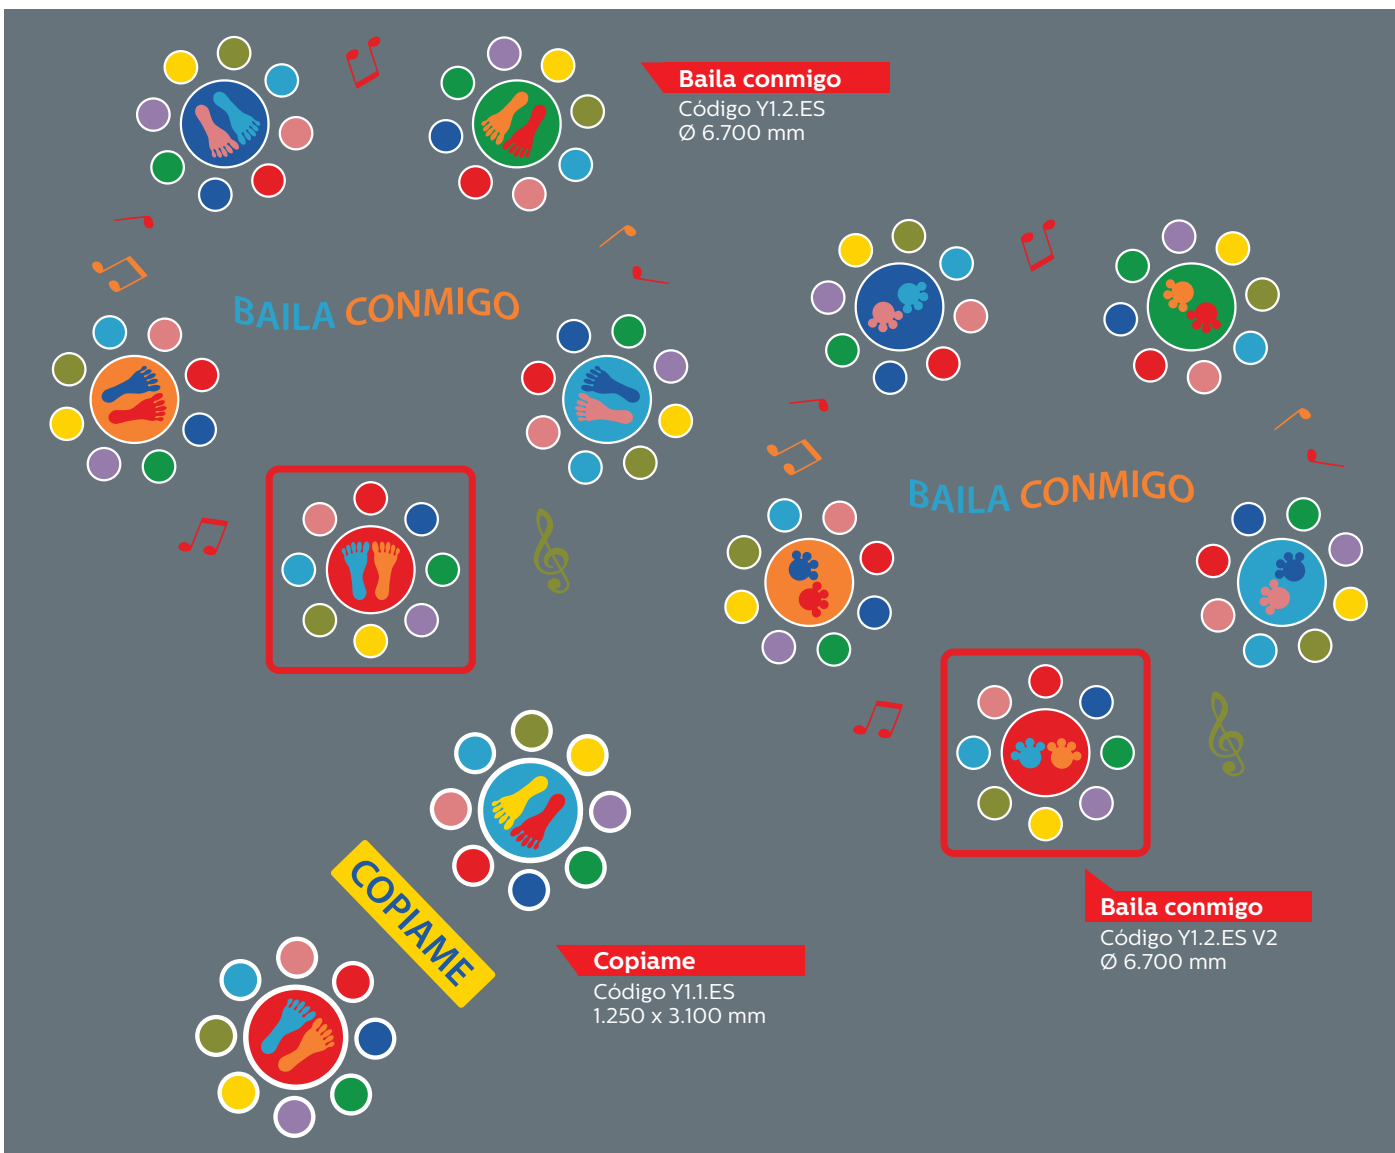 Baila conmigo
Código Y1.2.ES
Ø 6.700 mm
BAILA CONMIGO
BAILA CONMIGO
COPIAME
Baila conmigo
Código Y1.2.ES V2
Ø 6.700 mm
Copiame
Código Y1.1.ES
1.250 x 3.100 mm